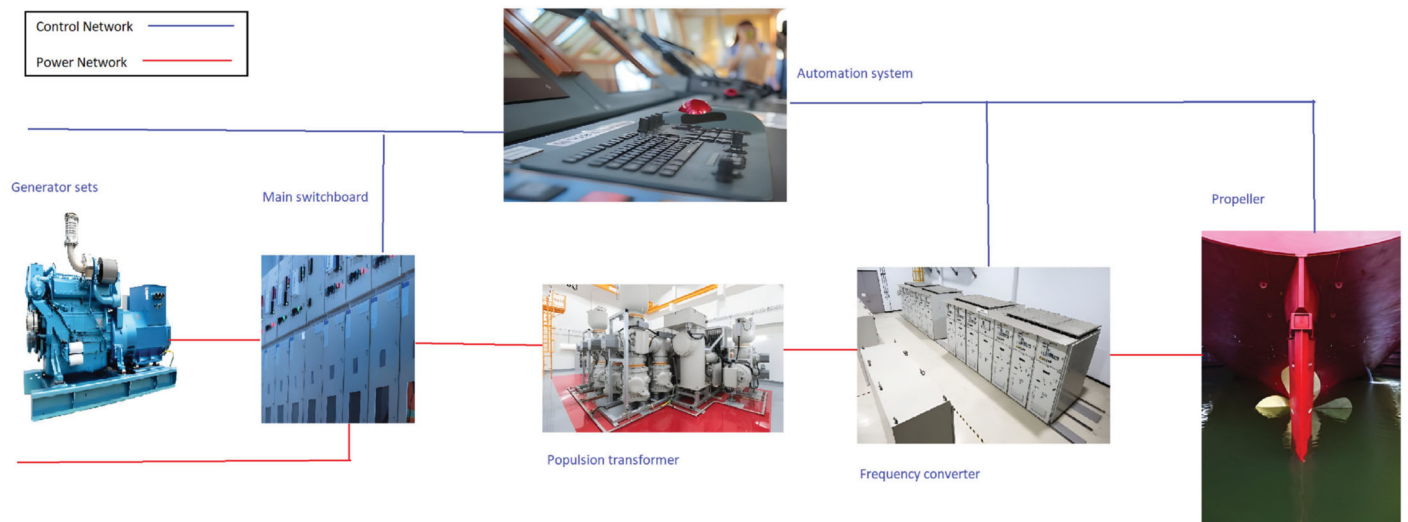 Control Network
Power Network
Automation system
Generator sets
Main switchboard
Propeller
Populsion transformer
Frequency converter